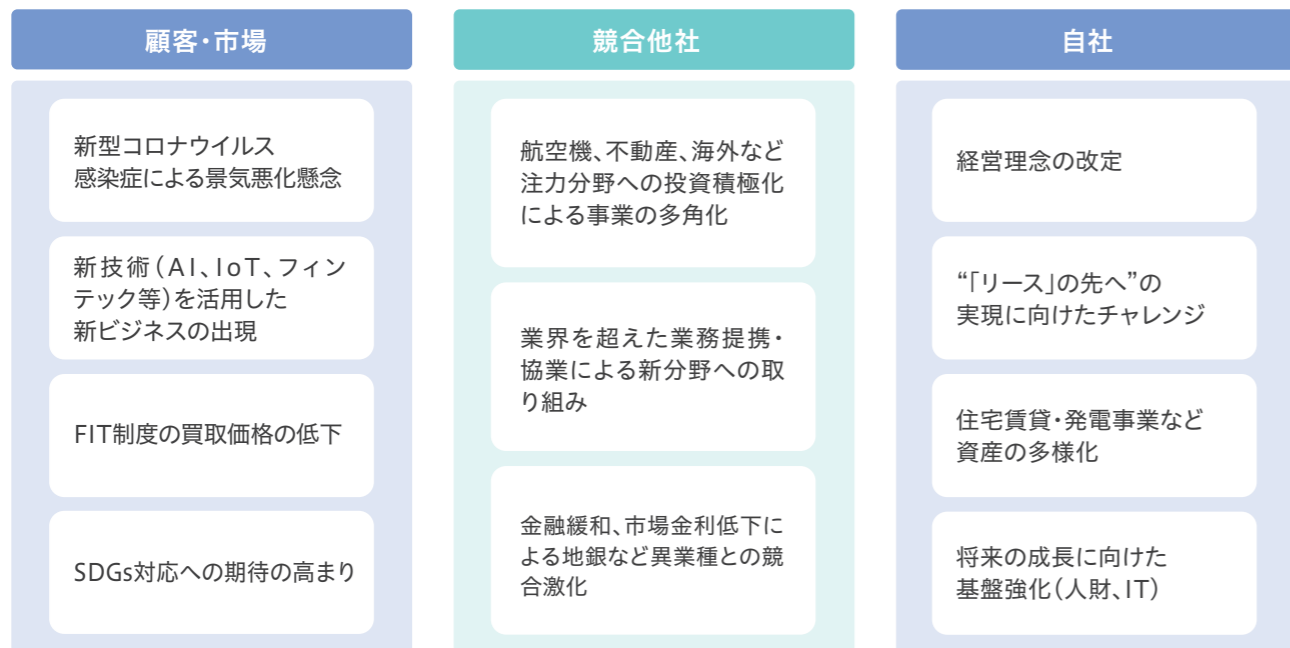 顧客・市場
新型コロナウイルス
感染症による景気悪化懸念
新技術（AI、IoT、フィン
テック等）を活用した
新ビジネスの出現
FIT制度の買取価格の低下
SDGs対応への期待の高まり
競合他社
航空機、不動産、海外など
注力分野への投資積極化
による事業の多角化
業界を超えた業務提携・
協業による新分野への取
り組み
金融緩和、市場金利低下に
よる地銀など異業種との競
合激化
自社
経営理念の改定
“「リース」の先へ”の
実現に向けたチャレンジ
住宅賃貸・発電事業など
資産の多様化
将来の成長に向けた
基盤強化（人財、IT）